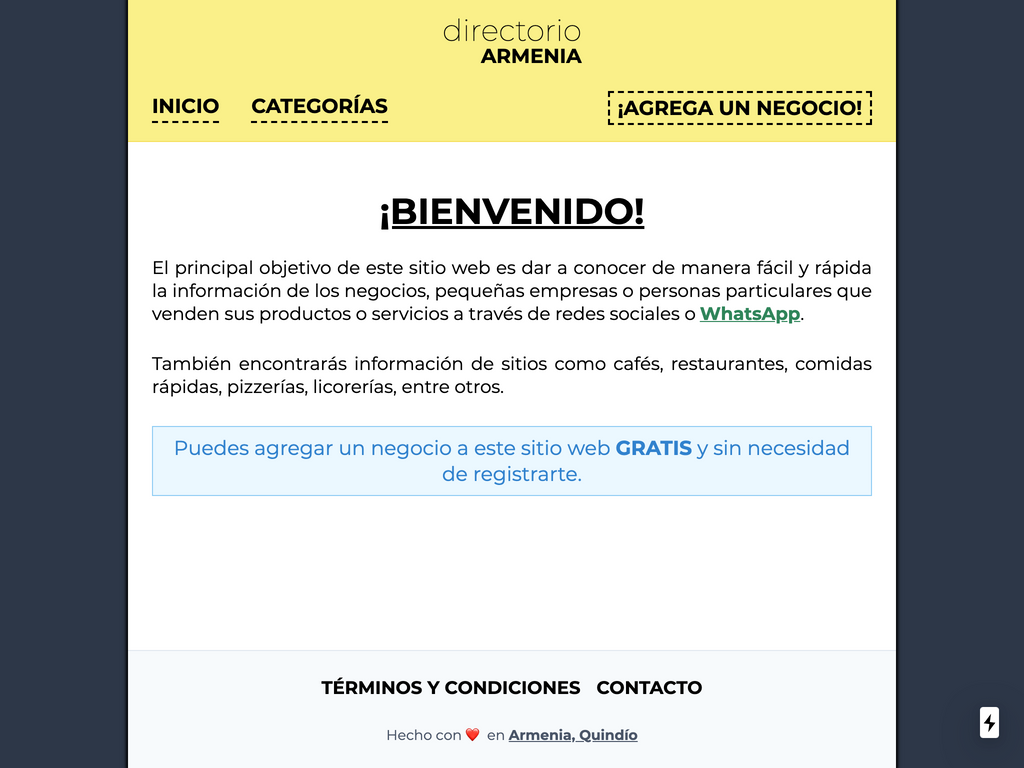 directorio
ARMENIA
INICIO CATEGORÍAS ¡AGREGA UN NEGOCIO!
¡BIENVENIDO!
El principal objetivo de este sitio web es dar a conocer de manera fácil y rápida
la información de los negocios, pequeñas empresas o personas particulares que
venden sus productos o servicios a través de redes sociales o WhatsApp.
También encontrarás información de sitios como cafés, restaurantes, comidas
rápidas, pizzerías, licorerías, entre otros.
Puedes agregar un negocio a este sitio web GRATIS y sin necesidad
de registrarte.
TÉRMINOS Y CONDICIONES CONTACTO
Hecho con ❤️ en Armenia, Quindío